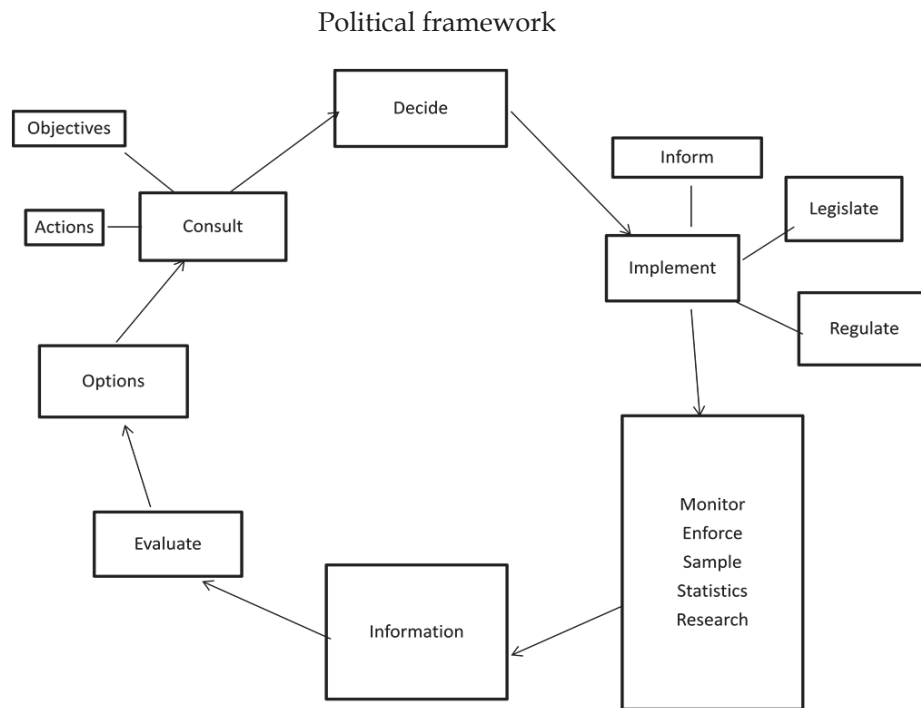 Political framework
Decide
Objectives
Inform
Legislate
Actions
Consult
Implement
Regulate
Options
Monitor
Enforce
Sample
Statistics
Research
Evaluate
Information